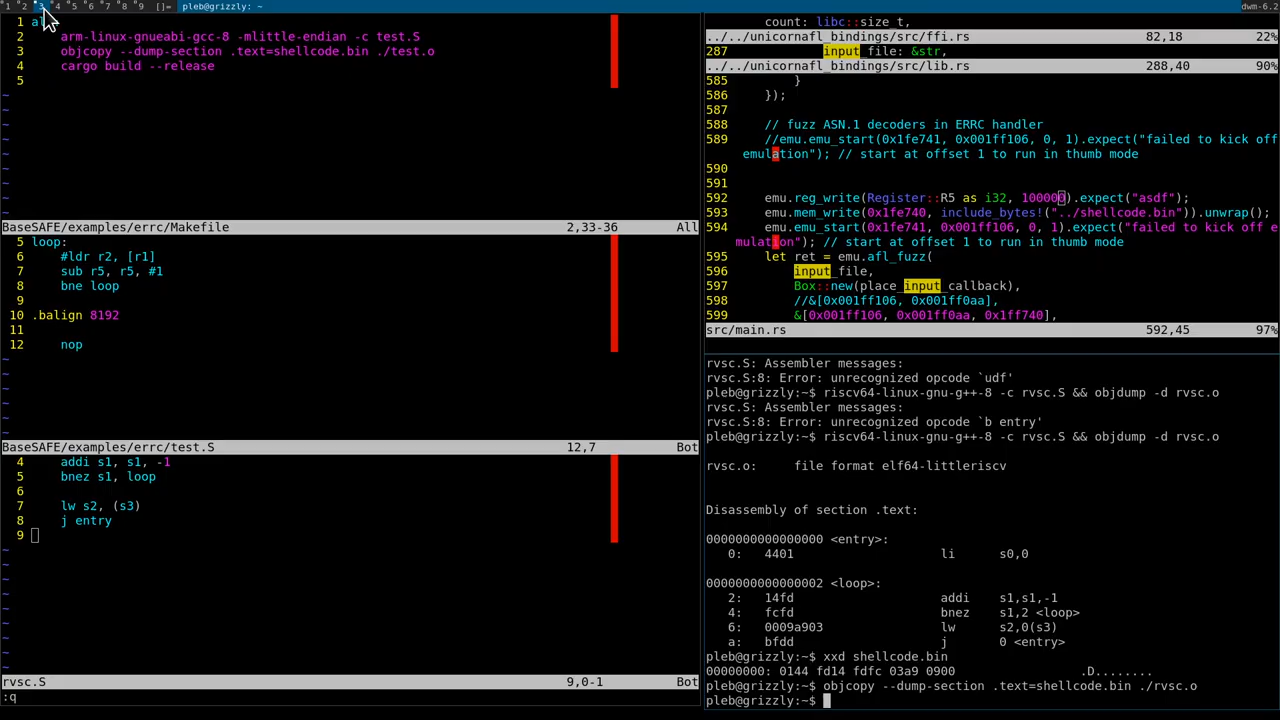 1 2 3 4 5 6 7 8 9 []= pleb@grizzly: ~ dwm-6.2
1 al
2 arm-linux-gnueabi-gcc-8 -mlittle-endian -c test.S
3 objcopy --dump-section .text=shellcode.bin ./test.o
4 cargo build --release
5
~
~
~
~
~
~
~
~
~
BaseSAFE/examples/errc/Makefile 2,33-36 All
5 loop:
6 #ldr r2, [r1]
7 sub r5, r5, #1
8 bne loop
9
10 .balign 8192
11
12 nop
~
~
~
~
~
~
BaseSAFE/examples/errc/test.S 12,7 Bot
4 addi s1, s1, -1
5 bnez s1, loop
6
7 lw s2, (s3)
8 j entry
9
~
~
~
~
~
~
~
~
~
rvsc.S 9,0-1 Bot
:q
count: libc::size_t,
../../unicornafl_bindings/src/ffi.rs 82,18 22%
287 input_file: &str,
../../unicornafl_bindings/src/lib.rs 288,40 90%
585 }
586 });
587
588 // fuzz ASN.1 decoders in ERRC handler
589 //emu.emu_start(0x1fe741, 0x001ff106, 0, 1).expect("failed to kick off
emulation"); // start at offset 1 to run in thumb mode
590
591
592 emu.reg_write(Register::R5 as i32, 100000).expect("asdf");
593 emu.mem_write(0x1fe740, include_bytes!("../shellcode.bin")).unwrap();
594 emu.emu_start(0x1fe741, 0x001ff106, 0, 1).expect("failed to kick off e
mulation"); // start at offset 1 to run in thumb mode
595 let ret = emu.afl_fuzz(
596 input_file,
597 Box::new(place_input_callback),
598 //&[0x001ff106, 0x001ff0aa],
599 &[0x001ff106, 0x001ff0aa, 0x1ff740],
src/main.rs 592,45 97%
rvsc.S: Assembler messages:
rvsc.S:8: Error: unrecognized opcode `udf'
pleb@grizzly:~$ riscv64-linux-gnu-g++-8 -c rvsc.S && objdump -d rvsc.o
rvsc.S: Assembler messages:
rvsc.S:8: Error: unrecognized opcode `b entry'
pleb@grizzly:~$ riscv64-linux-gnu-g++-8 -c rvsc.S && objdump -d rvsc.o
rvsc.o: file format elf64-littleriscv
Disassembly of section .text:
0000000000000000 <entry>:
0: 4401 li s0,0
0000000000000002 <loop>:
2: 14fd addi s1,s1,-1
4: fcfd bnez s1,2 <loop>
6: 0009a903 lw s2,0(s3)
a: bfdd j 0 <entry>
pleb@grizzly:~$ xxd shellcode.bin
00000000: 0144 fd14 fdfc 03a9 0900 .D........
pleb@grizzly:~$ objcopy --dump-section .text=shellcode.bin ./rvsc.o
pleb@grizzly:~$